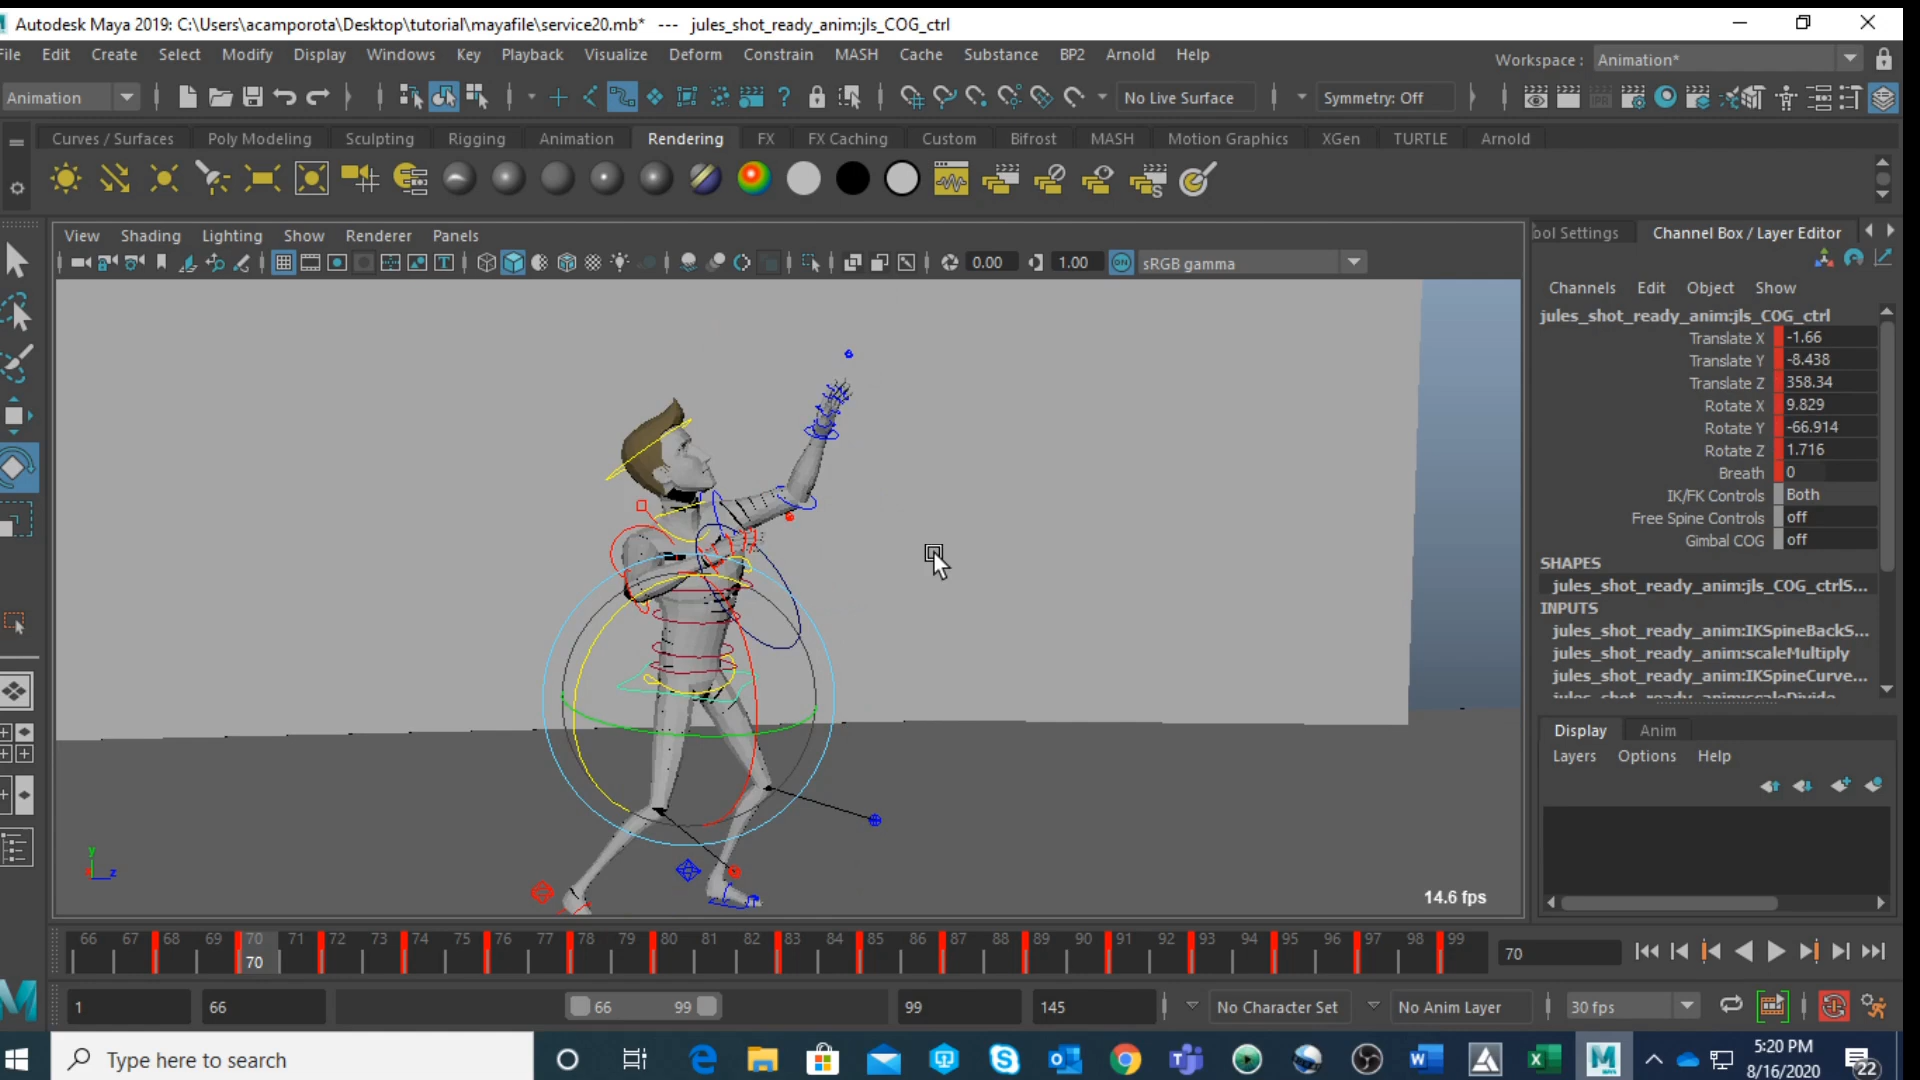 Autodesk Maya 2019: C:\Users\acamporota\Desktop\tutorial\mayafile\service20.mb* --- jules_shot_ready_anim:jls_COG_ctrl
File Edit Create Select Modify Display Windows Key Playback Visualize Deform Constrain MASH Cache Substance BP2 Arnold Help
Workspace : Animation*
Animation No Live Surface Symmetry: Off
Curves / Surfaces Poly Modeling Sculpting Rigging Animation Rendering FX FX Caching Custom Bifrost MASH Motion Graphics XGen TURTLE Arnold
View Shading Lighting Show Renderer Panels
0.00 1.00 ON sRGB gamma
ool Settings Channel Box / Layer Editor
Channels Edit Object Show
jules_shot_ready_anim:jls_COG_ctrl
Translate X -1.66
Translate Y -8.438
Translate Z 358.34
Rotate X 9.829
Rotate Y -66.914
Rotate Z 1.716
Breath 0
IK/FK Controls Both
Free Spine Controls off
Gimbal COG off
SHAPES
jules_shot_ready_anim:jls_COG_ctrlS...
INPUTS
jules_shot_ready_anim:IKSpineBackS...
jules_shot_ready_anim:scaleMultiply
jules_shot_ready_anim:IKSpineCurve...
jules_shot_ready_anim:scaleDivide
Display Anim
Layers Options Help
y
z
14.6 fps
66 67 68 69 70 71 72 73 74 75 76 77 78 79 80 81 82 83 84 85 86 87 88 89 90 91 92 93 94 95 96 97 98 99
70
70
1 66 66 99 99 145 No Character Set No Anim Layer 30 fps
Type here to search
5:20 PM
8/16/2020
22